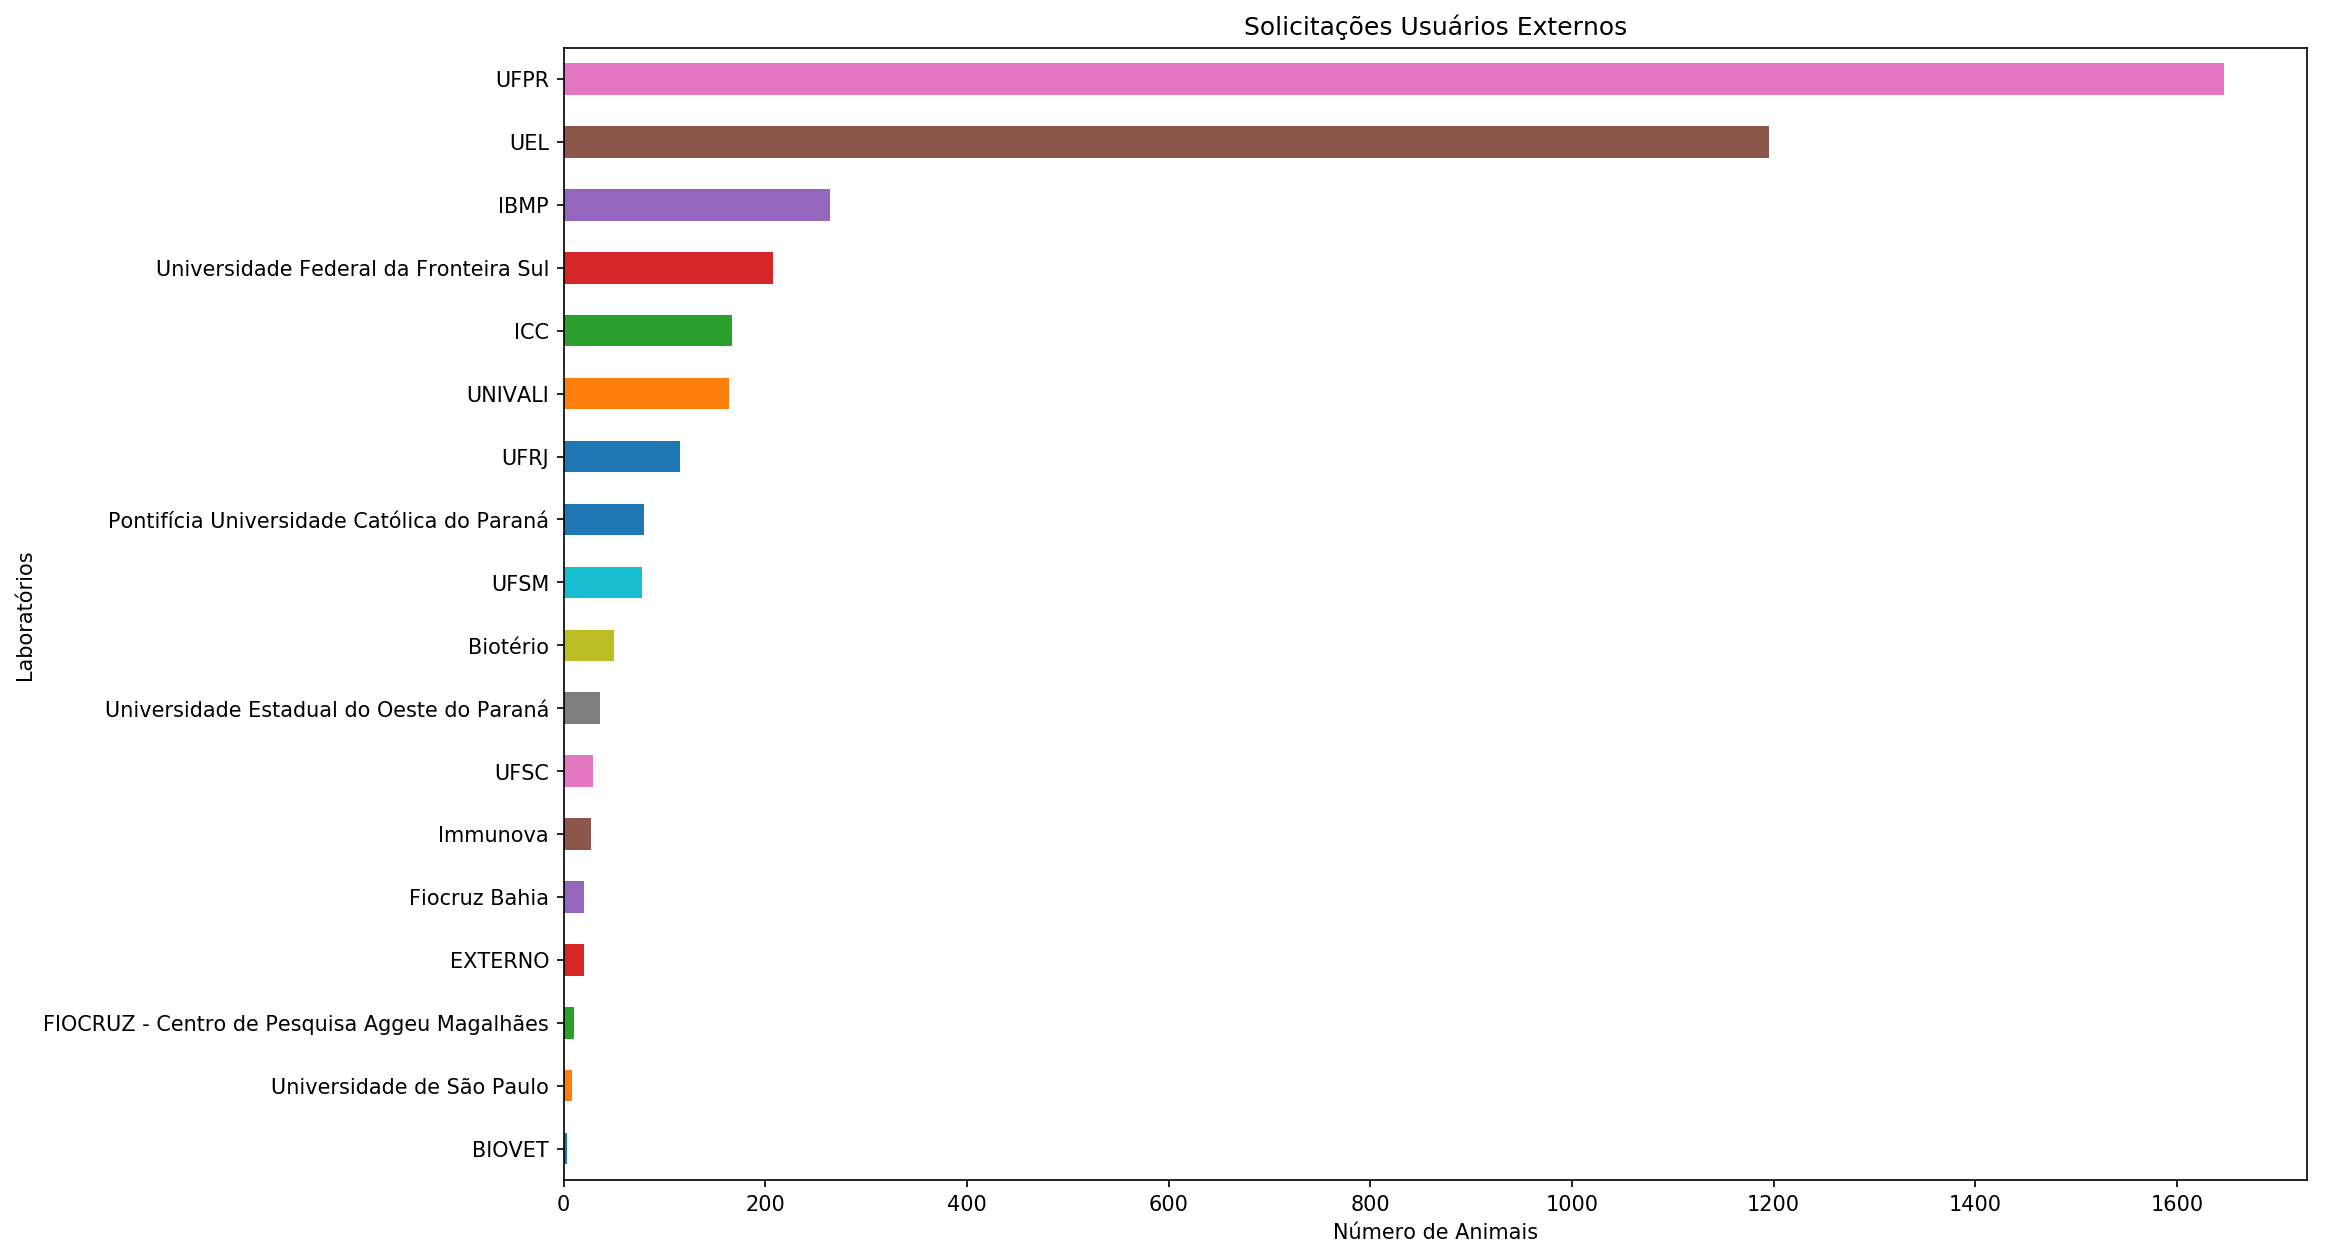 Solicitações Usuários Externos
UFPR
UEL
IBMP
Universidade Federal da Fronteira Sul
ICC
UNIVALI
UFRJ
Pontifícia Universidade Católica do Paraná
UFSM
Biotério
Universidade Estadual do Oeste do Paraná
UFSC
Immunova
Fiocruz Bahia
EXTERNO
FIOCRUZ - Centro de Pesquisa Aggeu Magalhães
Universidade de São Paulo
BIOVET
Laboratórios
0 200 400 600 800 1000 1200 1400 1600
Número de Animais